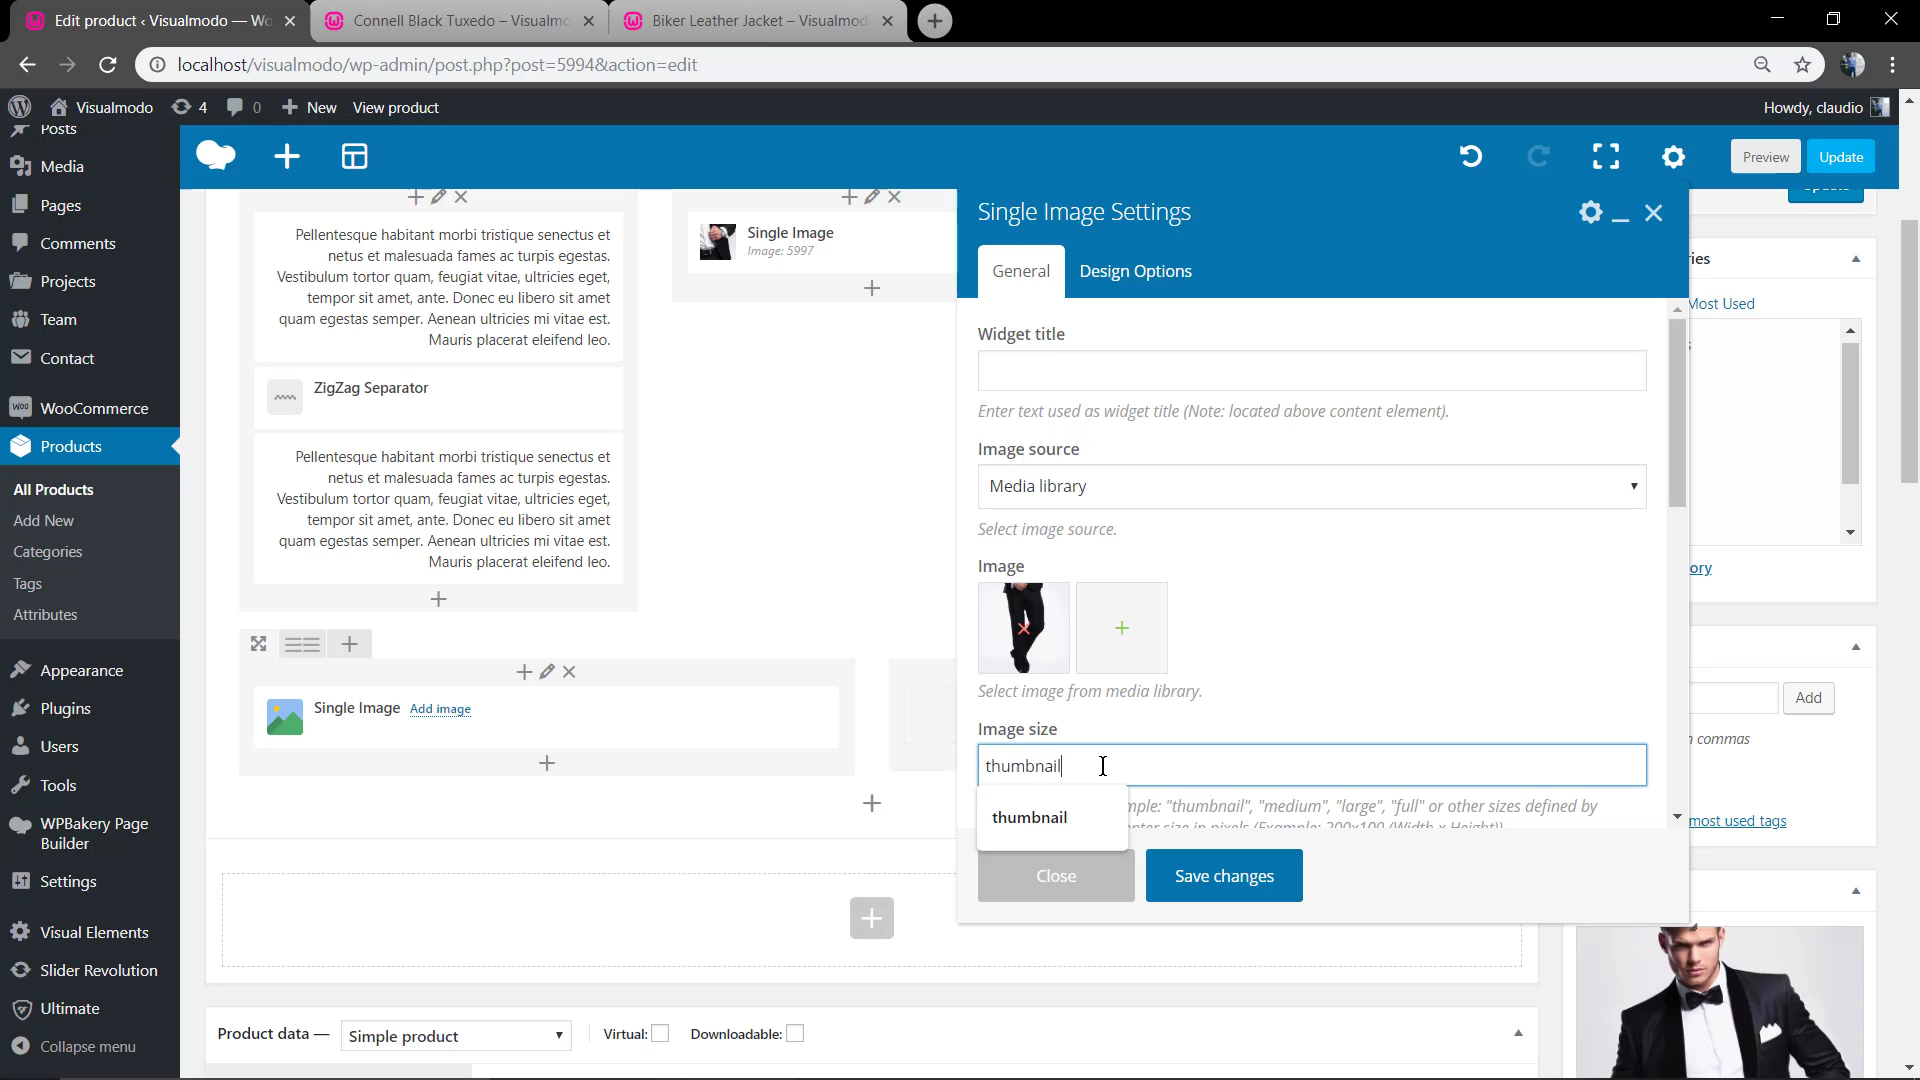 Edit product ‹ Visualmodo — Wo
Connell Black Tuxedo – Visualmo
Biker Leather Jacket – Visualmod
localhost/visualmodo/wp-admin/post.php?post=5994&action=edit
Visualmodo
4
0
New
View product
Howdy, claudio
Posts
Media
Pages
Comments
Projects
Team
Contact
WooCommerce
Products
All Products
Add New
Categories
Tags
Attributes
Appearance
Plugins
Users
Tools
WPBakery Page
Builder
Settings
Visual Elements
Slider Revolution
Ultimate
Collapse menu
Preview
Update
Pellentesque habitant morbi tristique senectus et
netus et malesuada fames ac turpis egestas.
Vestibulum tortor quam, feugiat vitae, ultricies eget,
tempor sit amet, ante. Donec eu libero sit amet
quam egestas semper. Aenean ultricies mi vitae est.
Mauris placerat eleifend leo.
ZigZag Separator
Pellentesque habitant morbi tristique senectus et
netus et malesuada fames ac turpis egestas.
Vestibulum tortor quam, feugiat vitae, ultricies eget,
tempor sit amet, ante. Donec eu libero sit amet
quam egestas semper. Aenean ultricies mi vitae est.
Mauris placerat eleifend leo.
Single Image
Image: 5997
Single Image Add image
Single Image Settings
General
Design Options
Widget title
Enter text used as widget title (Note: located above content element).
Image source
Media library
Select image source.
Image
Select image from media library.
Image size
thumbnail
thumbnail
mple: "thumbnail", "medium", "large", "full" or other sizes defined by
nter size in pixels (Example: 200x100 (Width x Height)).
Close
Save changes
ries
Most Used
ory
Add
commas
most used tags
Product data —
Simple product
Virtual:
Downloadable: